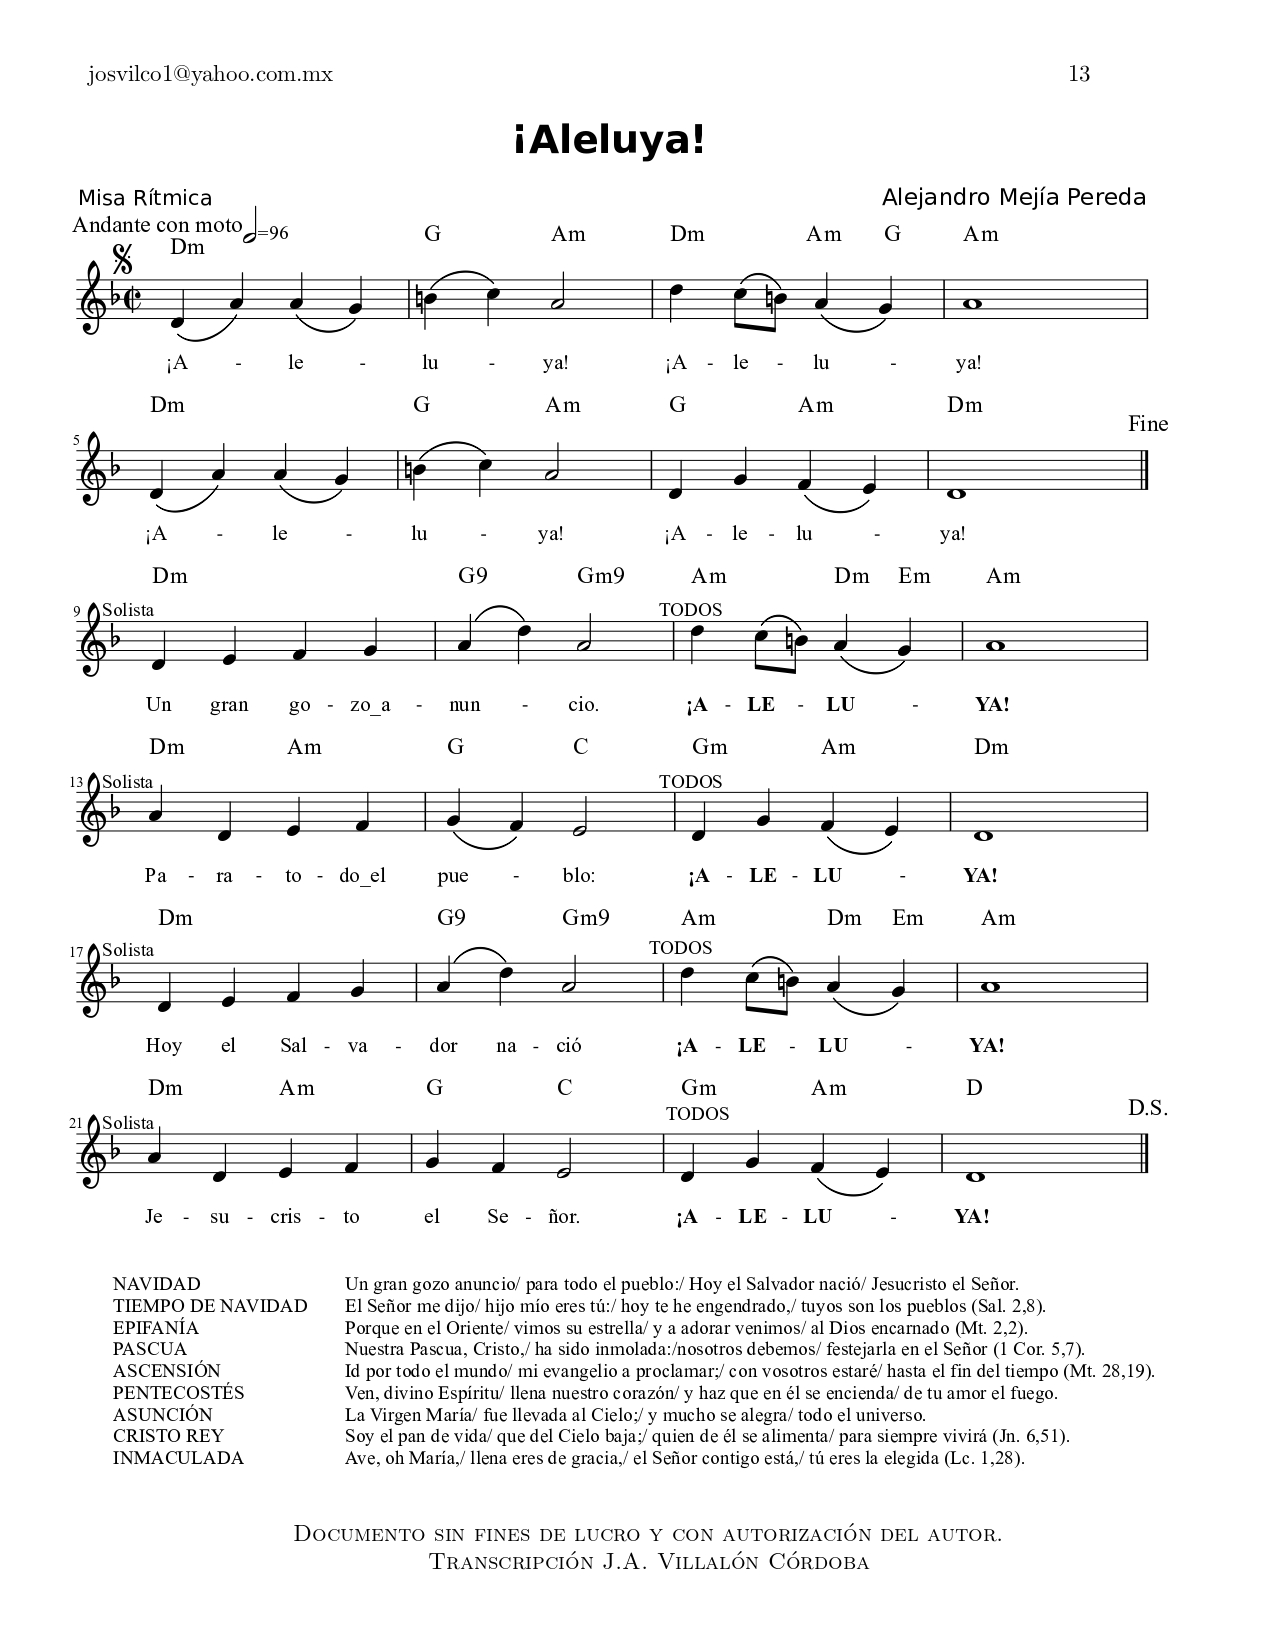 josvilco1@yahoo.com.mx 13
¡Aleluya!
Misa Rítmica Alejandro Mejía Pereda
Andante con moto =96
Dm G Am Dm Am G Am
¡A - le - lu - ya! ¡A - le - lu - ya!
Dm G Am G Am Dm
Fine
5
¡A - le - lu - ya! ¡A - le - lu - ya!
Dm G9 Gm9 Am Dm Em Am
9 Solista TODOS
Un gran go - zo_a - nun - cio. ¡A - LE - LU - YA!
Dm Am G C Gm Am Dm
13 Solista TODOS
Pa - ra - to - do_el pue - blo: ¡A - LE - LU - YA!
Dm G9 Gm9 Am Dm Em Am
17 Solista TODOS
Hoy el Sal - va - dor na - ció ¡A - LE - LU - YA!
Dm Am G C Gm Am D
D.S.
21 Solista TODOS
Je - su - cris - to el Se - ñor. ¡A - LE - LU - YA!
NAVIDAD Un gran gozo anuncio/ para todo el pueblo:/ Hoy el Salvador nació/ Jesucristo el Señor.
TIEMPO DE NAVIDAD El Señor me dijo/ hijo mío eres tú:/ hoy te he engendrado,/ tuyos son los pueblos (Sal. 2,8).
EPIFANÍA Porque en el Oriente/ vimos su estrella/ y a adorar venimos/ al Dios encarnado (Mt. 2,2).
PASCUA Nuestra Pascua, Cristo,/ ha sido inmolada:/nosotros debemos/ festejarla en el Señor (1 Cor. 5,7).
ASCENSIÓN Id por todo el mundo/ mi evangelio a proclamar;/ con vosotros estaré/ hasta el fin del tiempo (Mt. 28,19).
PENTECOSTÉS Ven, divino Espíritu/ llena nuestro corazón/ y haz que en él se encienda/ de tu amor el fuego.
ASUNCIÓN La Virgen María/ fue llevada al Cielo;/ y mucho se alegra/ todo el universo.
CRISTO REY Soy el pan de vida/ que del Cielo baja;/ quien de él se alimenta/ para siempre vivirá (Jn. 6,51).
INMACULADA Ave, oh María,/ llena eres de gracia,/ el Señor contigo está,/ tú eres la elegida (Lc. 1,28).
Documento sin fines de lucro y con autorización del autor.
Transcripción J.A. Villalón Córdoba